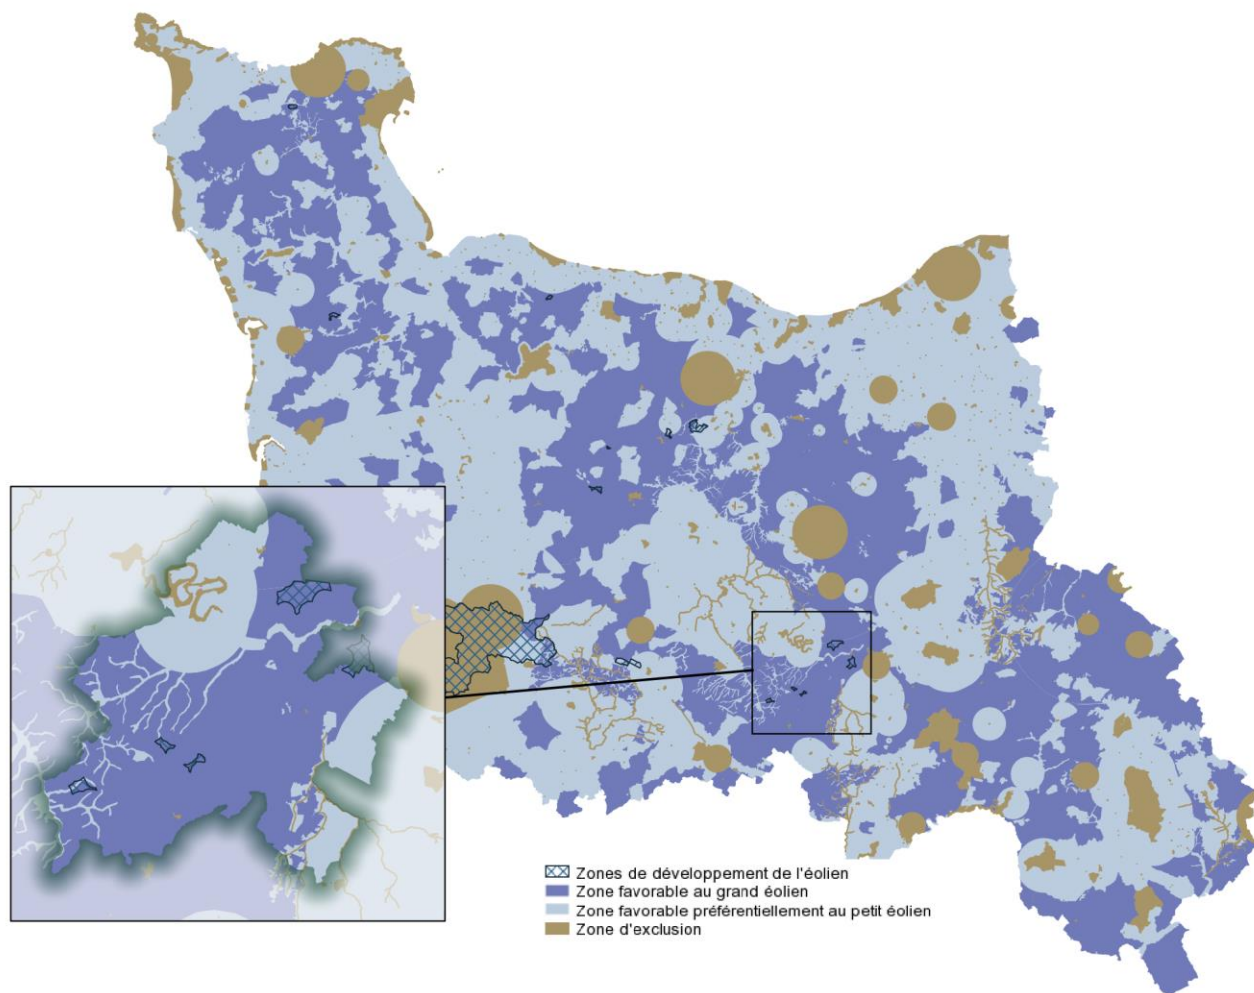 Zones de développement de l'éolien
Zone favorable au grand éolien
Zone favorable préférentiellement au petit éolien
Zone d'exclusion